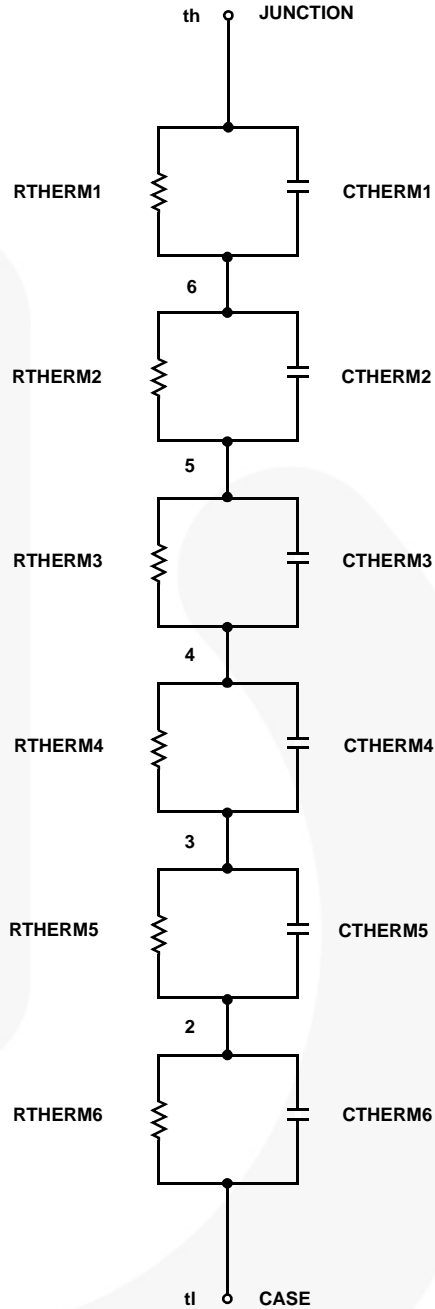 th JUNCTION
RTHERM1 CTHERM1
6
RTHERM2 CTHERM2
5
RTHERM3 CTHERM3
4
RTHERM4 CTHERM4
3
RTHERM5 CTHERM5
2
RTHERM6 CTHERM6
tl CASE